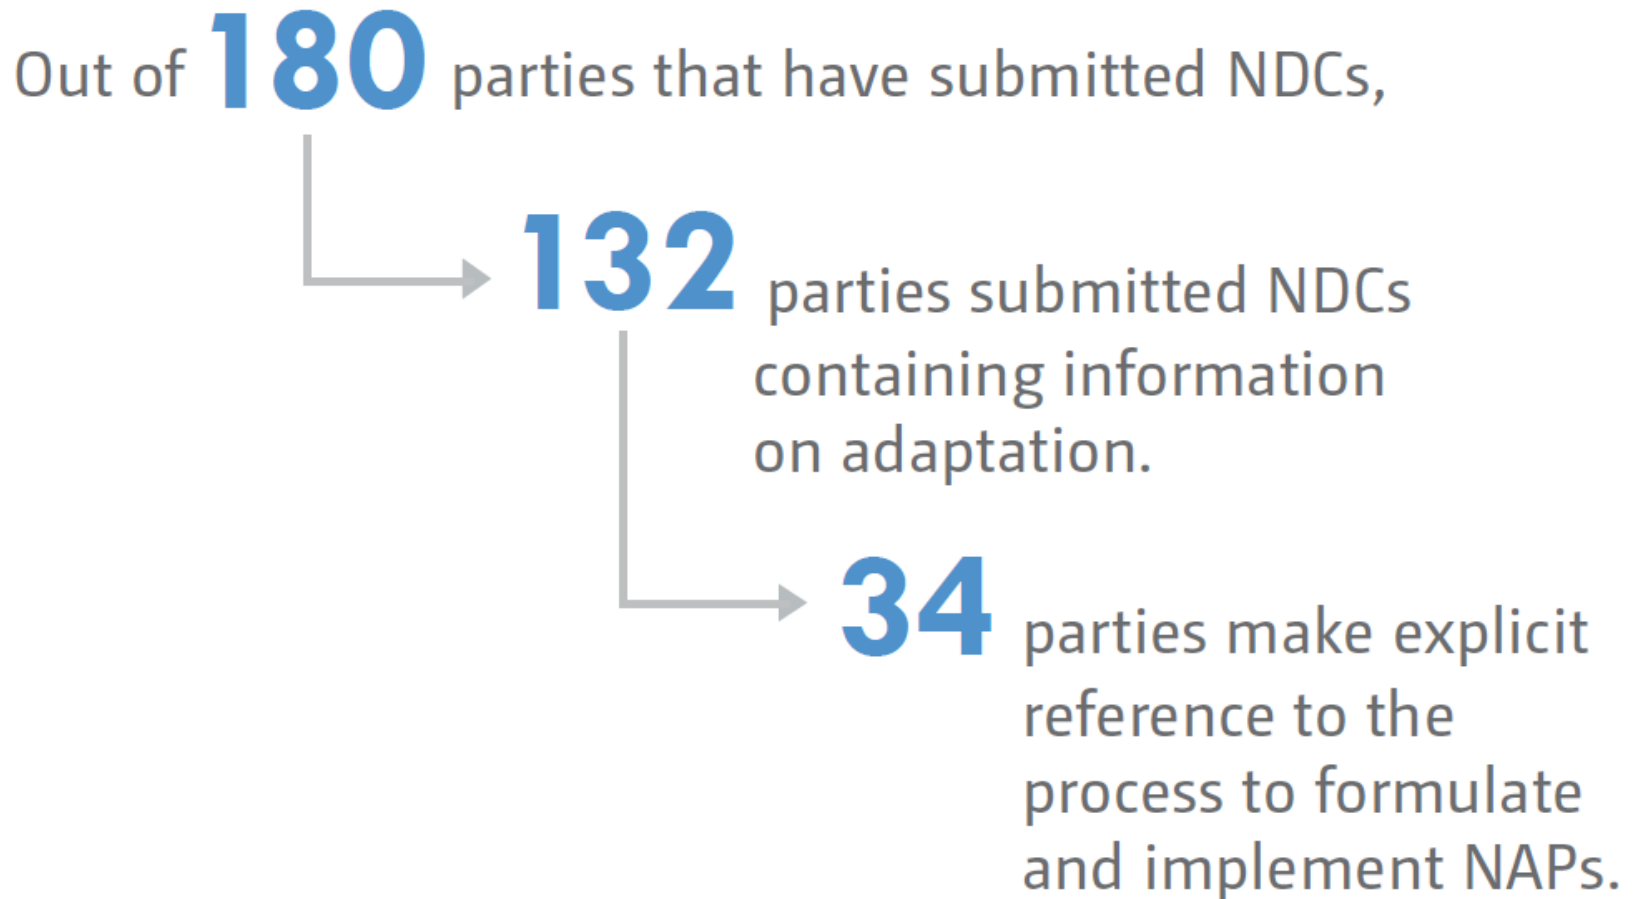 Out of 180 parties that have submitted NDCs,
132 parties submitted NDCs
containing information
on adaptation.
34 parties make explicit
reference to the
process to formulate
and implement NAPs.